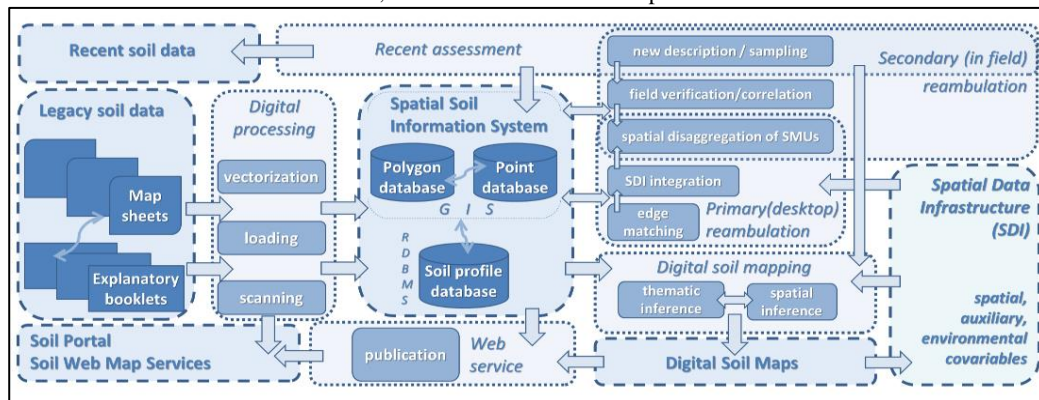 Recent soil data
Recent assessment
new description / sampling
Secondary (in field)
reambulation
field verification/correlation
spatial disaggregation of SMUs
SDI integration
edge
matching
Primary(desktop)
reambulation
Legacy soil data
Map
sheets
Explanatory
booklets
Digital
processing
vectorization
loading
scanning
Spatial Soil
Information System
Polygon
database
Point
database
G I S
R
D
B
M
S
Soil profile
database
Spatial Data
Infrastructure
(SDI)
spatial,
auxiliary,
environmental
covariables
Digital soil mapping
thematic
inference
spatial
inference
Soil Portal
Soil Web Map Services
publication
Web
service
Digital Soil Maps